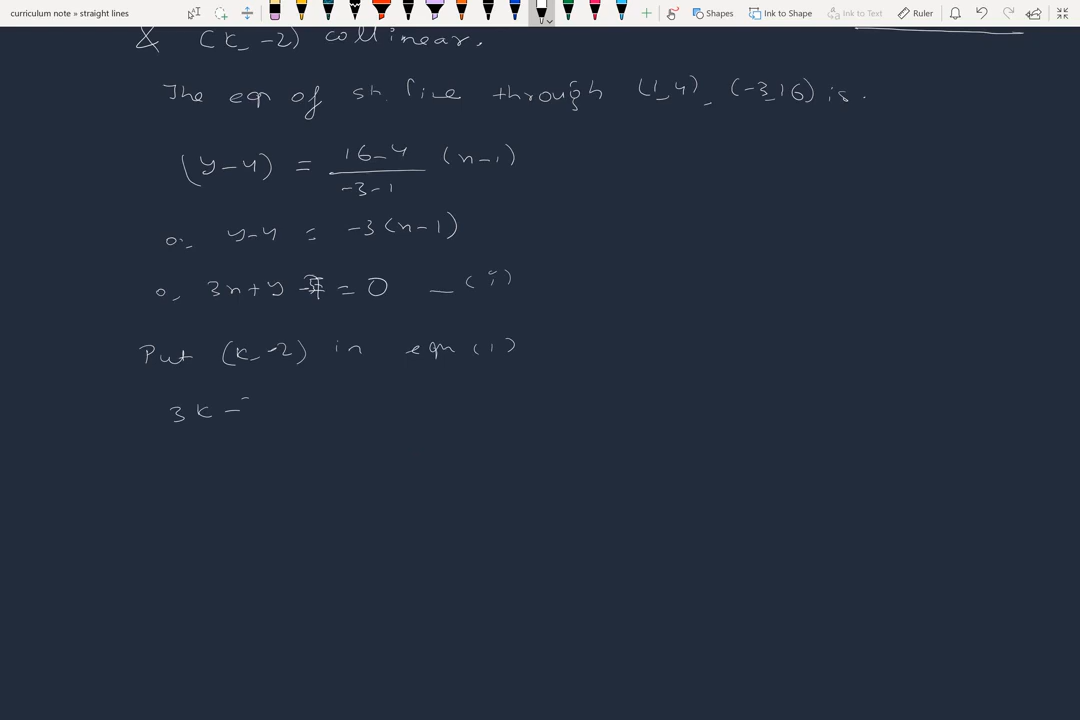 curriculum note » straight lines
Shapes Ink to Shape Ink to Text Ruler
& (k, -2) collinear.
The eqn of st. line through (1, 4), (-3, 16) is.
(y-4) = 16-4 / -3-1 (x-1)
or, y-4 = -3(x-1)
or, 3x+y-7=0 —(i)
Put (k, -2) in eqn (1)
3k -